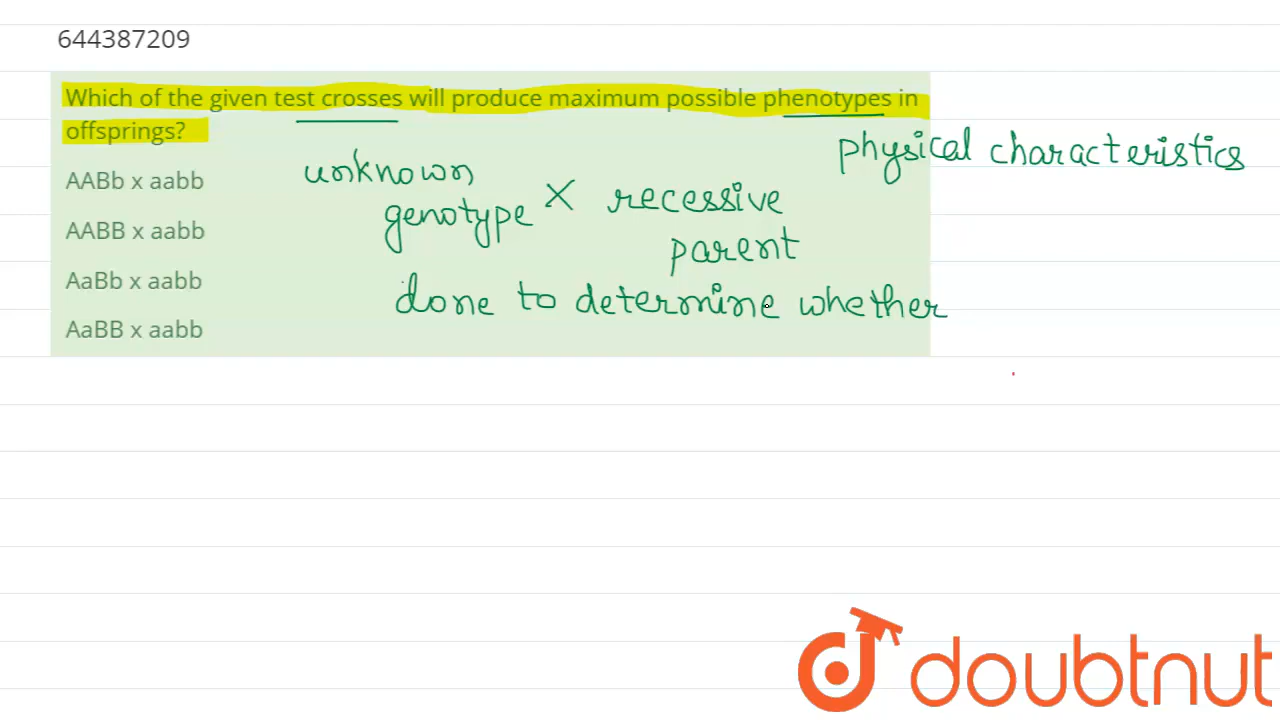 644387209
Which of the given test crosses will produce maximum possible phenotypes in
offsprings?
physical characteristics
AABb x aabb
unknown
genotype X recessive
parent
AABB x aabb
AaBb x aabb
done to determine whether
AaBB x aabb
doubtnut